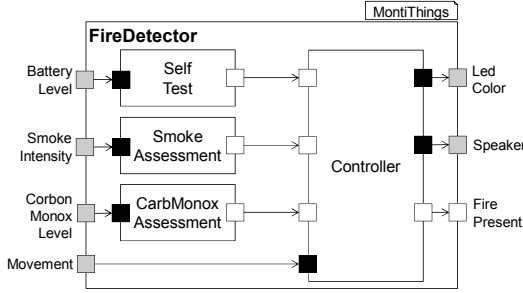 MontiThings
FireDetector
Battery
Level
Self
Test
Led
Color
Smoke
Intensity
Smoke
Assessment
Controller
Speaker
Corbon
Monox
Level
CarbMonox
Assessment
Fire
Present
Movement